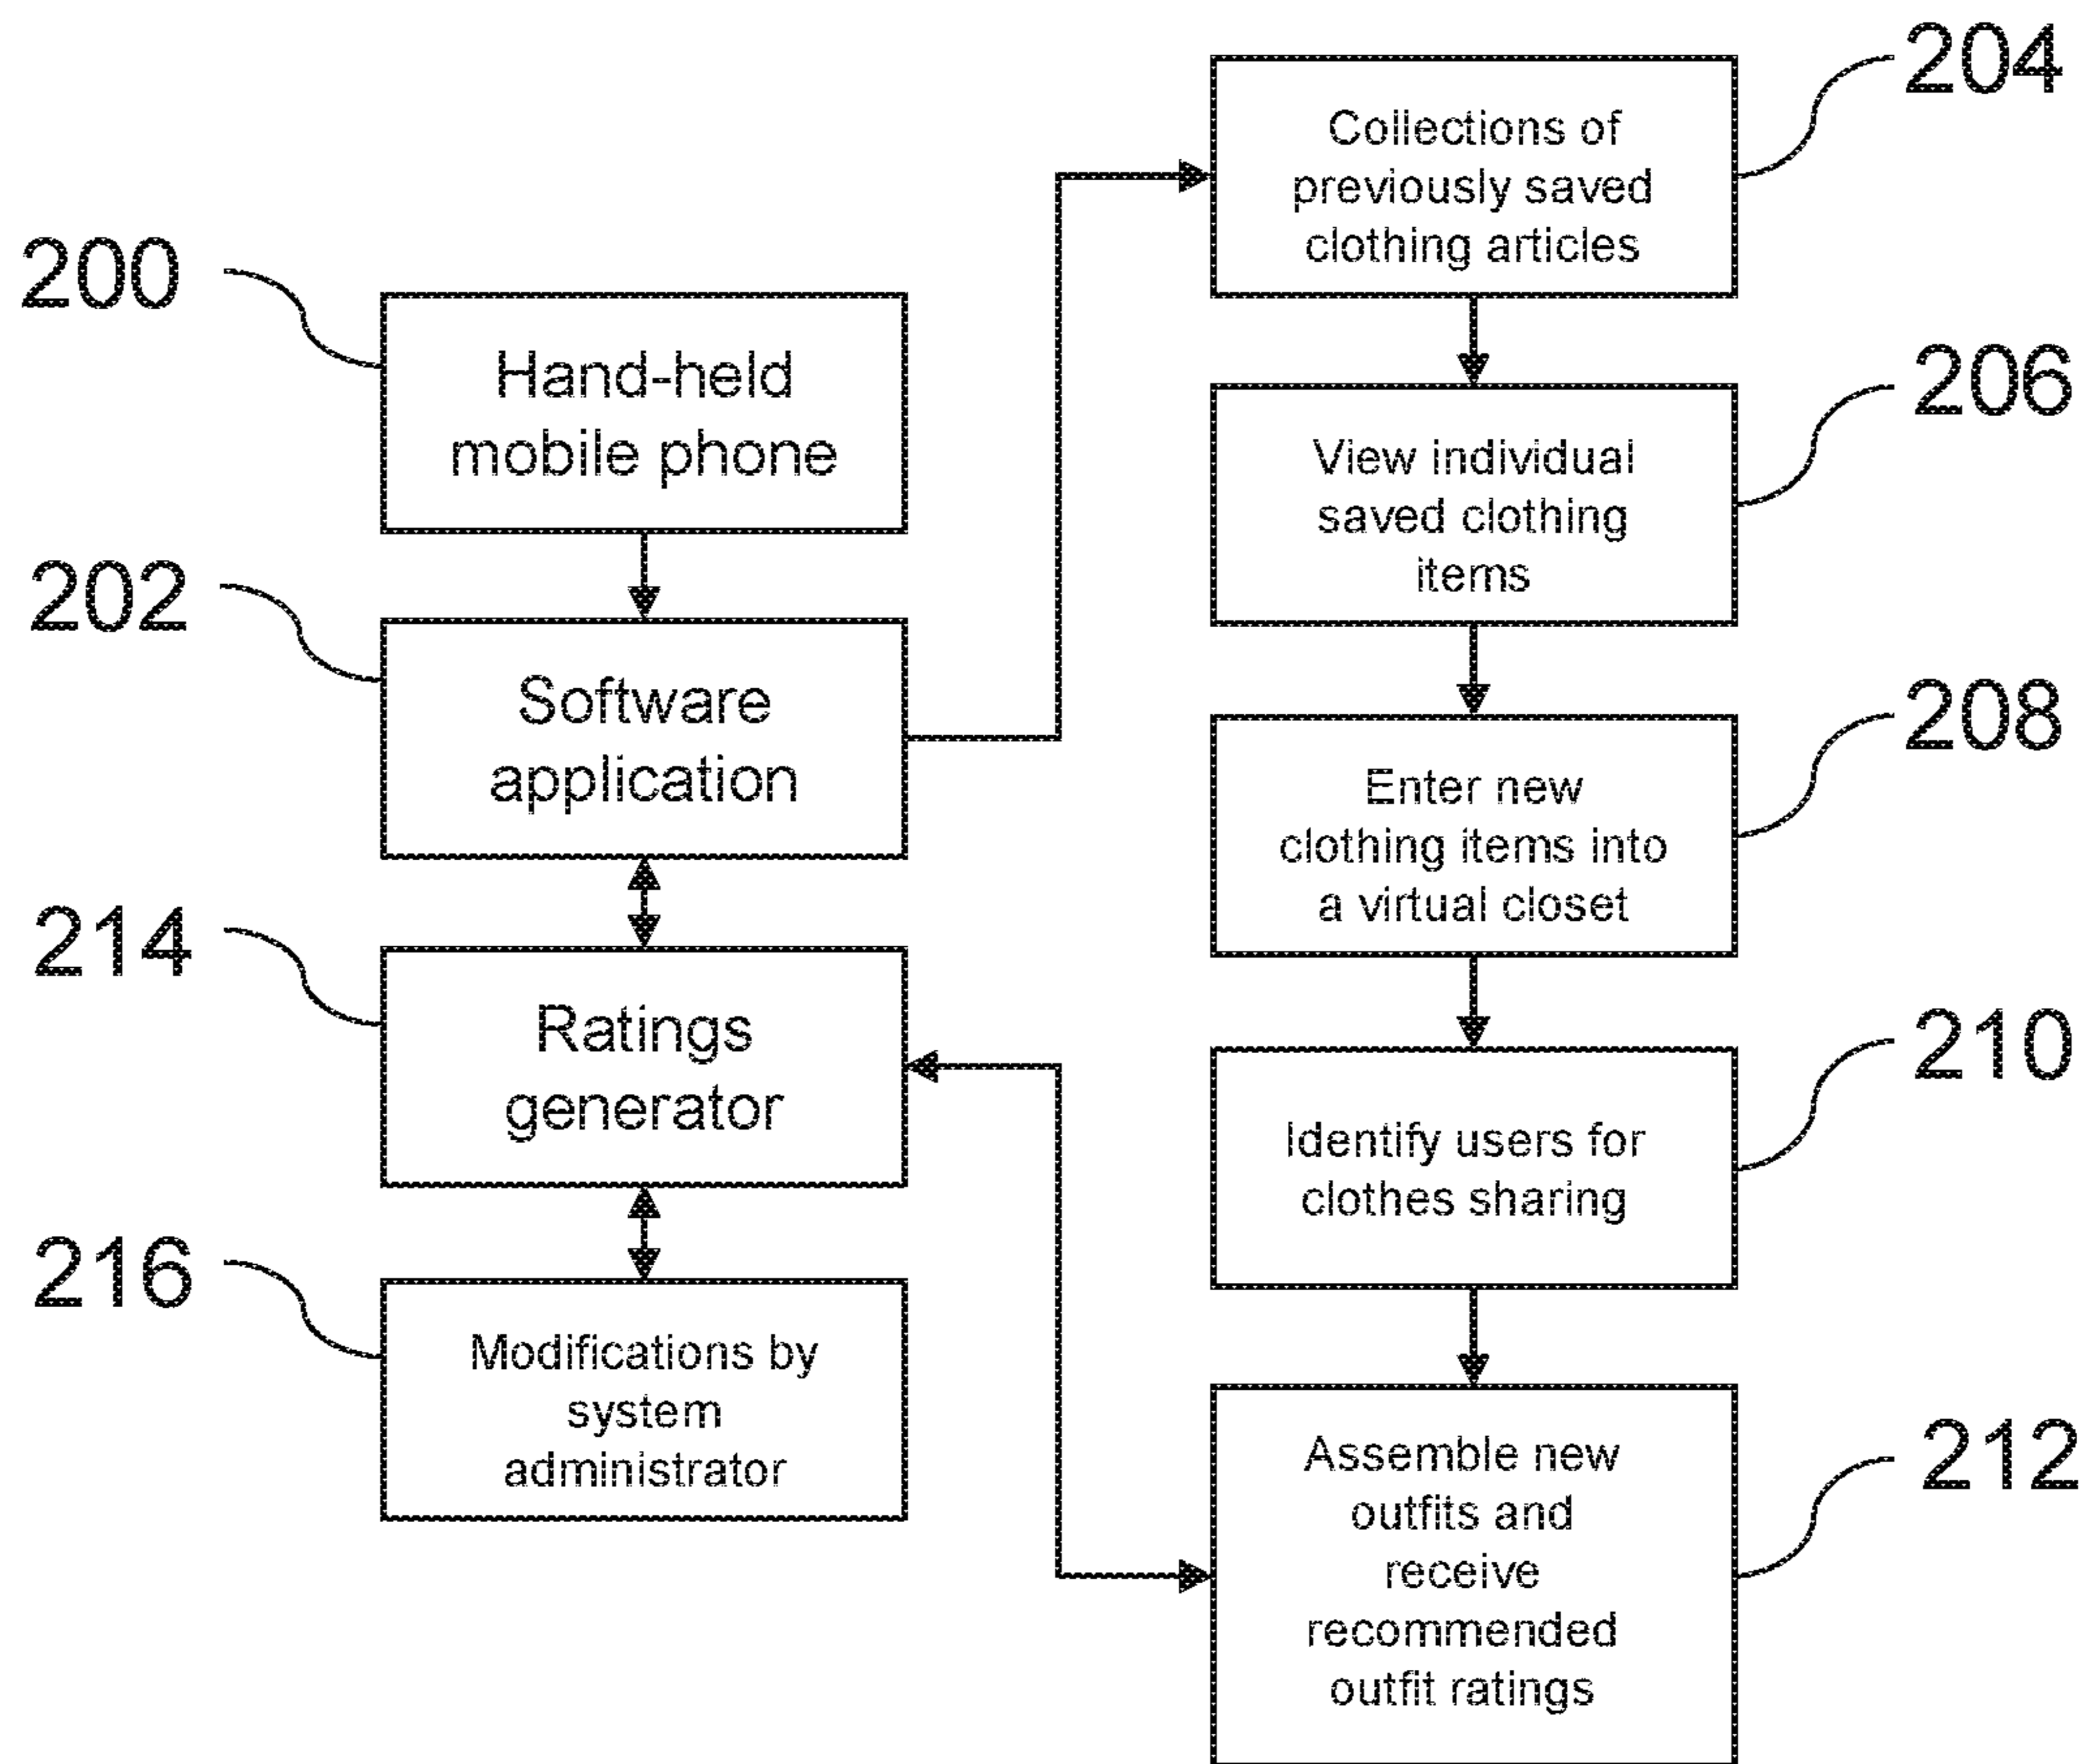 200
Hand-held
mobile phone
202
Software
application
214
Ratings
generator
216
Modifications by
system
administrator
204
Collections of
previously saved
clothing articles
206
View individual
saved clothing
items
208
Enter new
clothing items into
a virtual closet
210
Identify users for
clothes sharing
212
Assemble new
outfits and
receive
recommended
outfit ratings